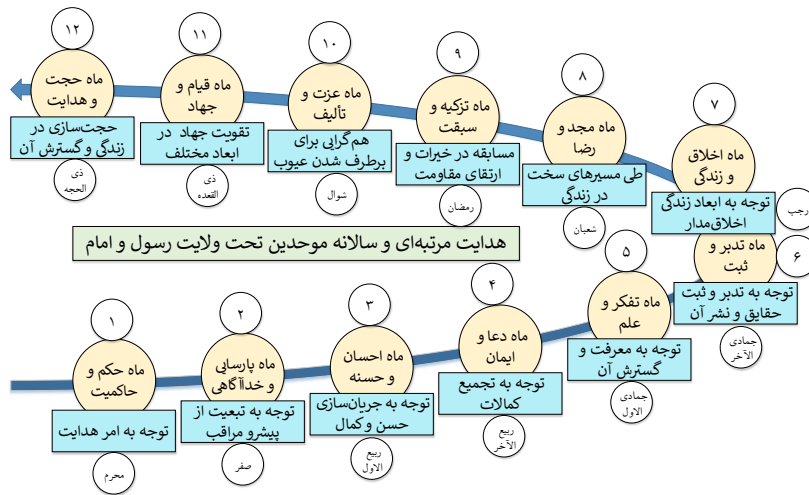 ۱۲
ماه حجت
و هدایت
حجت‌سازی در
زندگی و گسترش آن
ذی
الحجه
۱۱
ماه قیام و
جهاد
تقویت جهاد در
ابعاد مختلف
ذی
القعده
۱۰
ماه عزت و
تألیف
هم‌گرایی برای
برطرف شدن عیوب
شوال
۹
ماه تزکیه و
سبقت
مسابقه در خیرات و
ارتقای مقاومت
رمضان
۸
ماه مجد و
رضا
طی مسیرهای سخت
در زندگی
شعبان
۷
ماه اخلاق
و زندگی
توجه به ابعاد زندگی
اخلاق‌مدار
رجب
هدایت مرتبه‌ای و سالانه موحدین تحت ولایت رسول و امام
۶
ماه تدبر و
ثبت
توجه به تدبر و ثبت
حقایق و نشر آن
جمادی
الآخر
۵
ماه تفکر و
علم
توجه به معرفت و
گسترش آن
جمادی
الاول
۴
ماه دعا و
ایمان
توجه به تجمیع
کمالات
ربیع
الآخر
۳
ماه احسان
و حسنه
توجه به جریان‌سازی
حسن و کمال
ربیع
الاول
۲
ماه پارسایی
و خداآگاهی
توجه به تبعیت از
پیشرو مراقب
صفر
۱
ماه حکم و
حاکمیت
توجه به امر هدایت
محرم